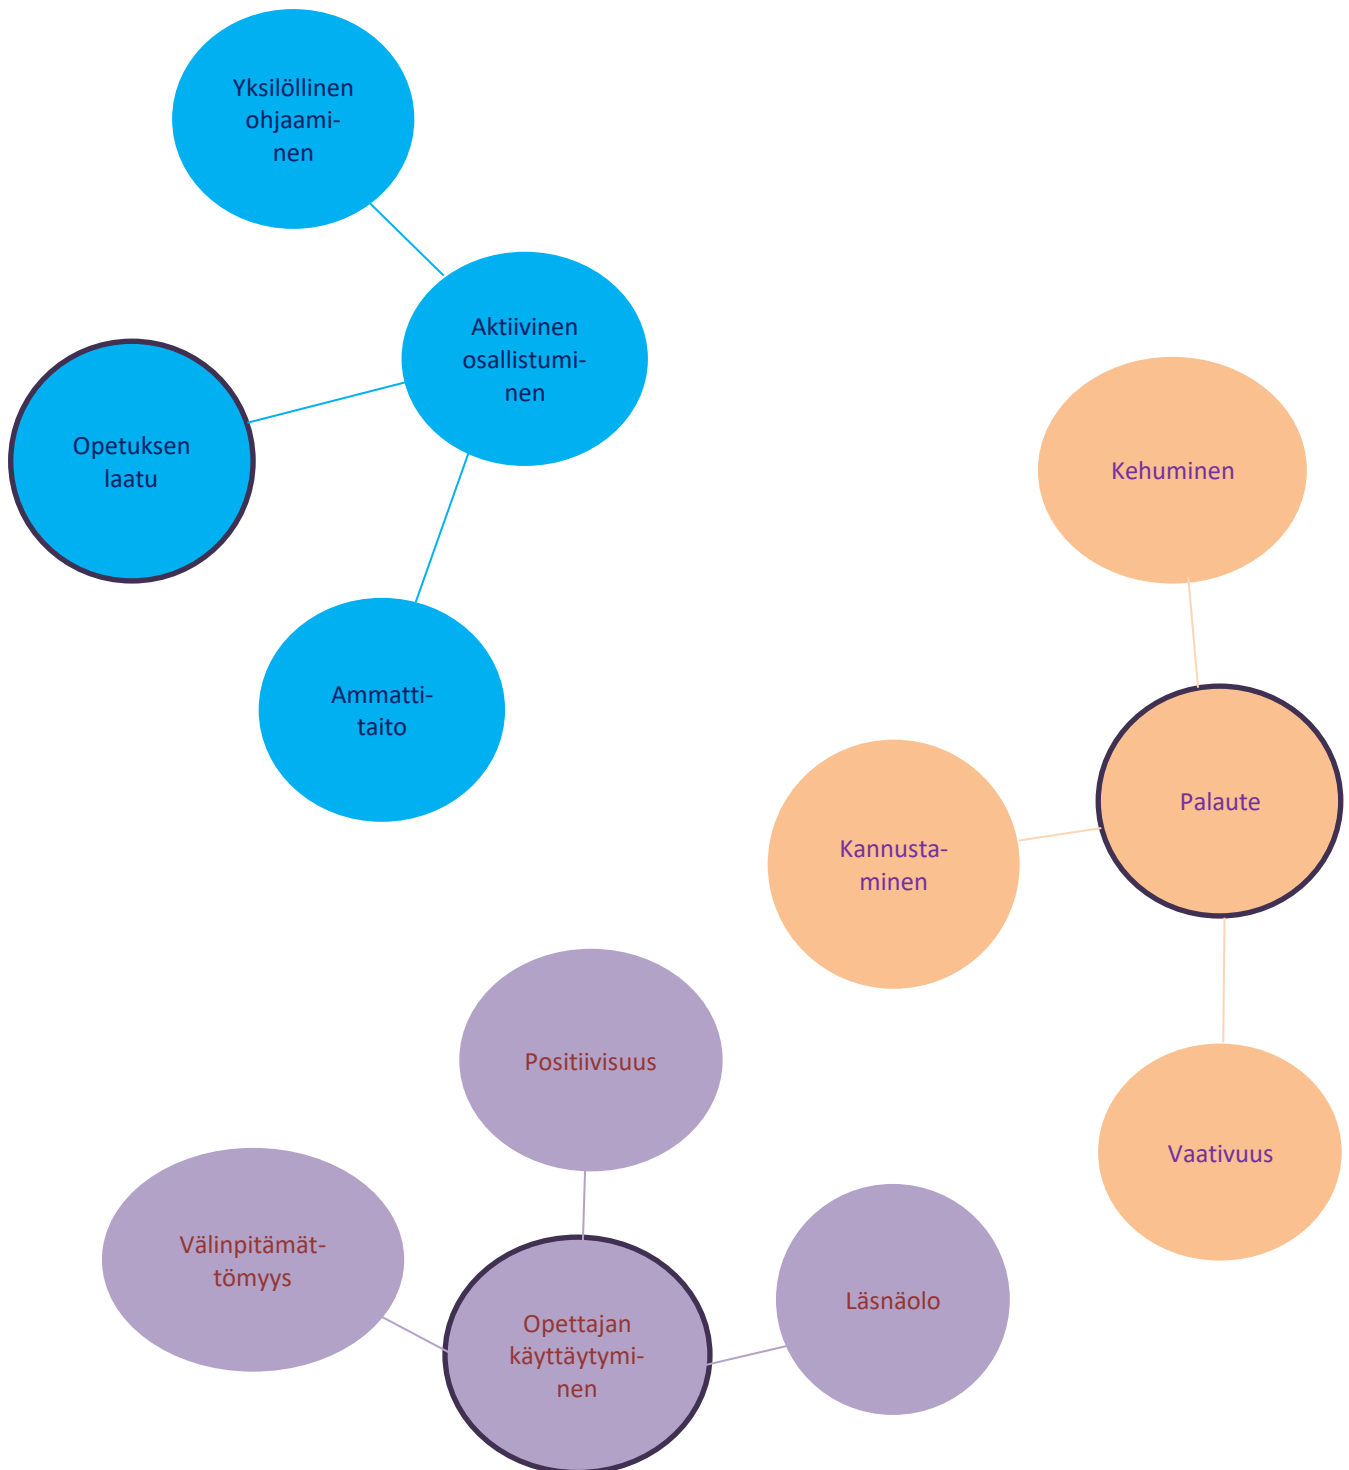 Yksilöllinen
ohjaami-
nen
Aktiivinen
osallistumi-
nen
Opetuksen
laatu
Ammatti-
taito
Kehuminen
Palaute
Kannusta-
minen
Vaativuus
Positiivisuus
Välinpitämät-
tömyys
Läsnäolo
Opettajan
käyttäytymi-
nen